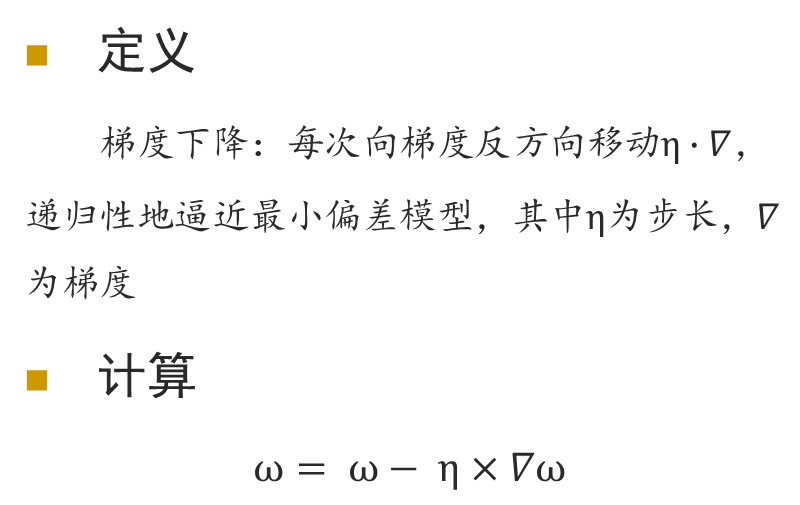 ■ 定义
梯度下降：每次向梯度反方向移动η·∇，
递归性地逼近最小偏差模型，其中η为步长，∇
为梯度
■ 计算
ω = ω − η × ∇ω